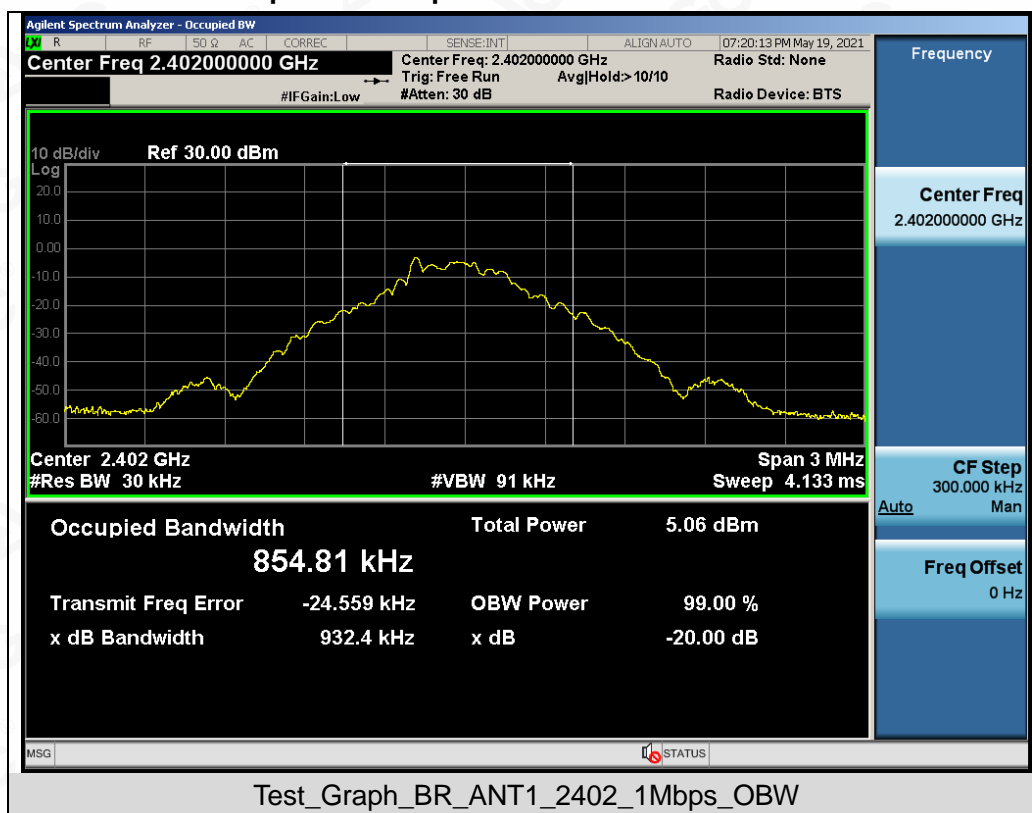 Agilent Spectrum Analyzer - Occupied BW
LXI R RF 50 Ω AC CORREC SENSE:INT ALIGN AUTO 07:20:13 PM May 19, 2021
Center Freq 2.402000000 GHz
Center Freq: 2.402000000 GHz Radio Std: None
Trig: Free Run Avg|Hold:> 10/10
#IFGain:Low #Atten: 30 dB Radio Device: BTS
Frequency
10 dB/div Ref 30.00 dBm
Log
20.0
10.0
0.00
-10.0
-20.0
-30.0
-40.0
-50.0
-60.0
Center 2.402 GHz Span 3 MHz
#Res BW 30 kHz #VBW 91 kHz Sweep 4.133 ms
Center Freq
2.402000000 GHz
CF Step
300.000 kHz
Auto Man
Freq Offset
0 Hz
Occupied Bandwidth Total Power 5.06 dBm
854.81 kHz
Transmit Freq Error -24.559 kHz OBW Power 99.00 %
x dB Bandwidth 932.4 kHz x dB -20.00 dB
MSG STATUS
Test_Graph_BR_ANT1_2402_1Mbps_OBW